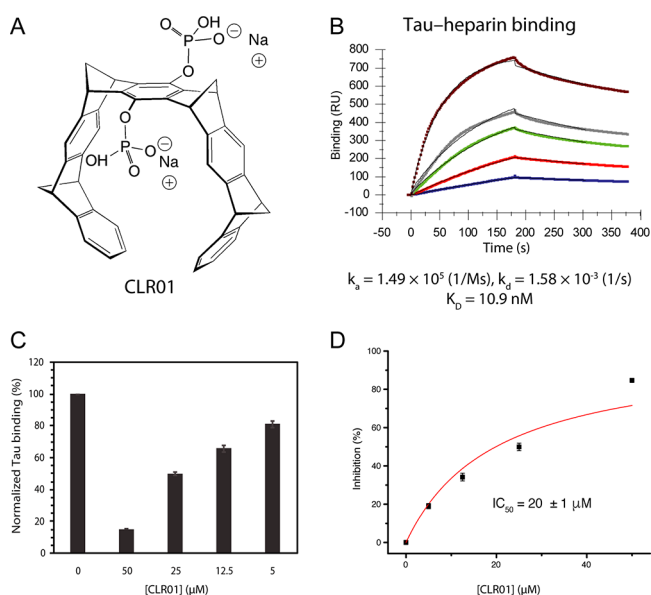 A
OH
P
O
O
⊖
Na
⊕
O
O
P
OH
O
⊖
Na
O
⊕
CLR01
B
Tau–heparin binding
Binding (RU)
800
700
600
500
400
300
200
100
0
-100
-50 0 50 100 150 200 250 300 350 400
Time (s)
kₐ = 1.49 × 10⁵ (1/Ms), k_d = 1.58 × 10⁻³ (1/s)
K_D = 10.9 nM
C
Normalized Tau binding (%)
120
100
80
60
40
20
0
0 50 25 12.5 5
[CLR01] (μM)
D
Inhibition (%)
100
80
60
40
20
0
IC₅₀ = 20 ± 1 μM
0 20 40
[CLR01] (μM)